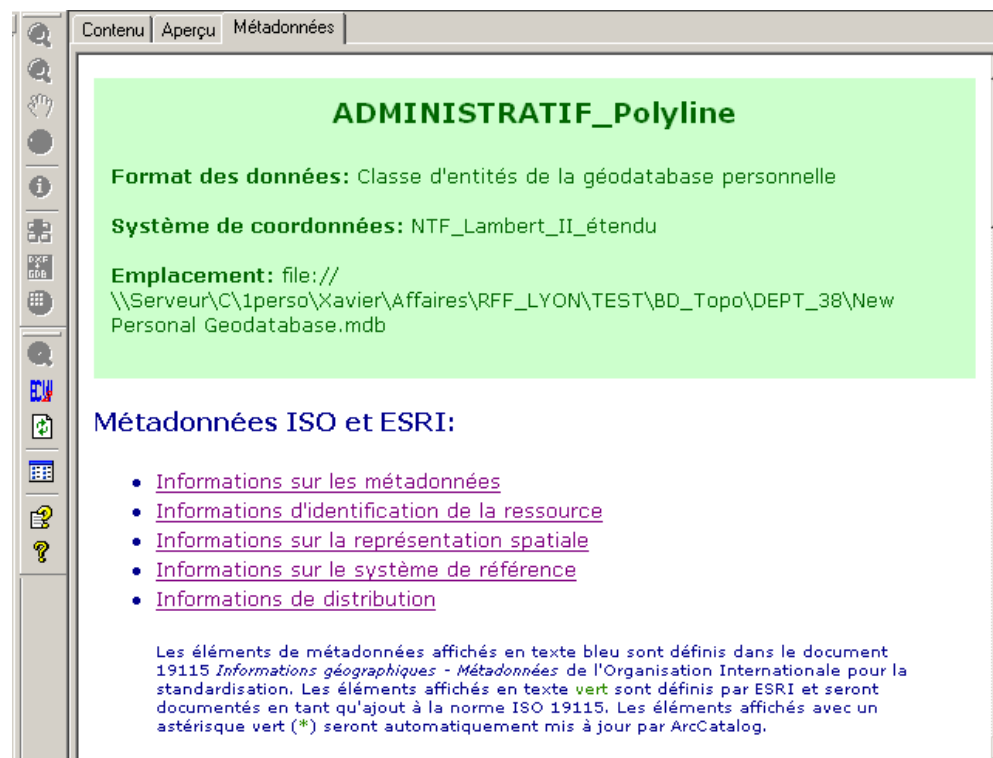 Contenu Aperçu Métadonnées
ADMINISTRATIF_Polyline
Format des données: Classe d'entités de la géodatabase personnelle
Système de coordonnées: NTF_Lambert_II_étendu
Emplacement: file://
\\Serveur\C\1perso\Xavier\Affaires\RFF_LYON\TEST\BD_Topo\DEPT_38\New
Personal Geodatabase.mdb
DXF
GDB
ECW
Métadonnées ISO et ESRI:
• Informations sur les métadonnées
• Informations d'identification de la ressource
• Informations sur la représentation spatiale
• Informations sur le système de référence
• Informations de distribution
Les éléments de métadonnées affichés en texte bleu sont définis dans le document
19115 Informations géographiques - Métadonnées de l'Organisation Internationale pour la
standardisation. Les éléments affichés en texte vert sont définis par ESRI et seront
documentés en tant qu'ajout à la norme ISO 19115. Les éléments affichés avec un
astérisque vert (*) seront automatiquement mis à jour par ArcCatalog.